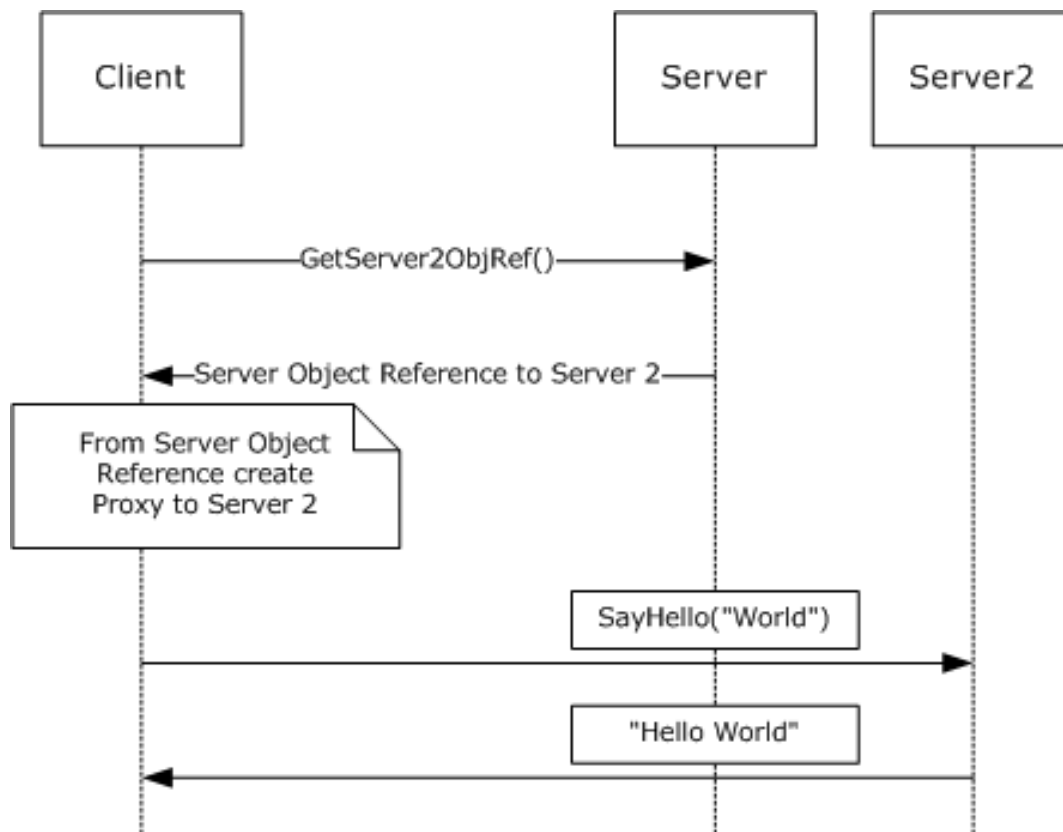 Client
Server
Server2
GetServer2ObjRef()
Server Object Reference to Server 2
From Server Object
Reference create
Proxy to Server 2
SayHello("World")
"Hello World"